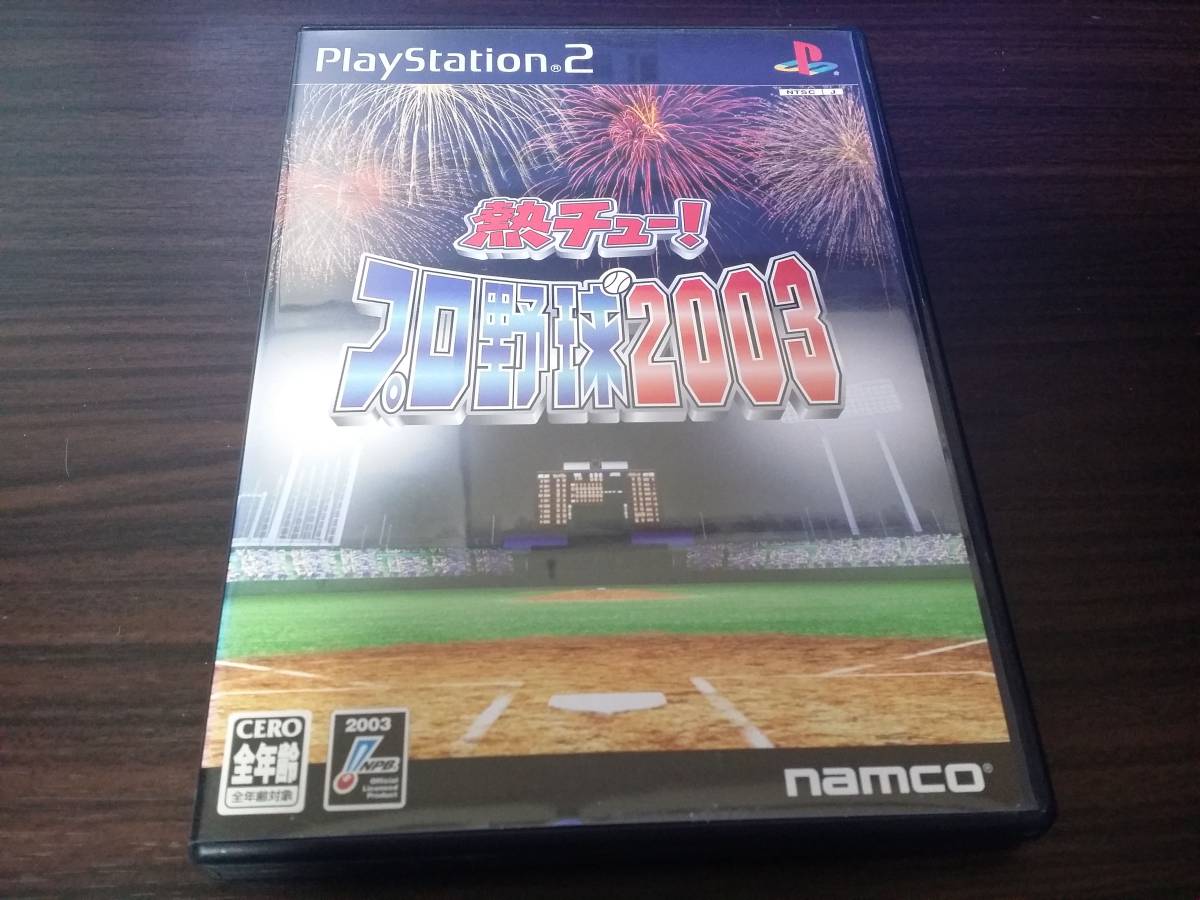 PlayStation®2
NTSC J
熱チュー!
プロ野球2003
CERO
全年齢
全年齢対象
2003
NPB
Official
Licensed
Product
namco®